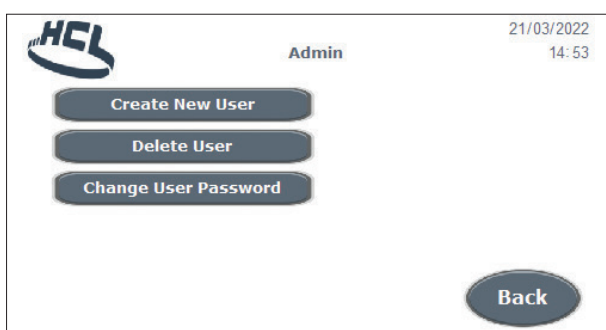 HCL
21/03/2022
Admin
14:53
Create New User
Delete User
Change User Password
Back